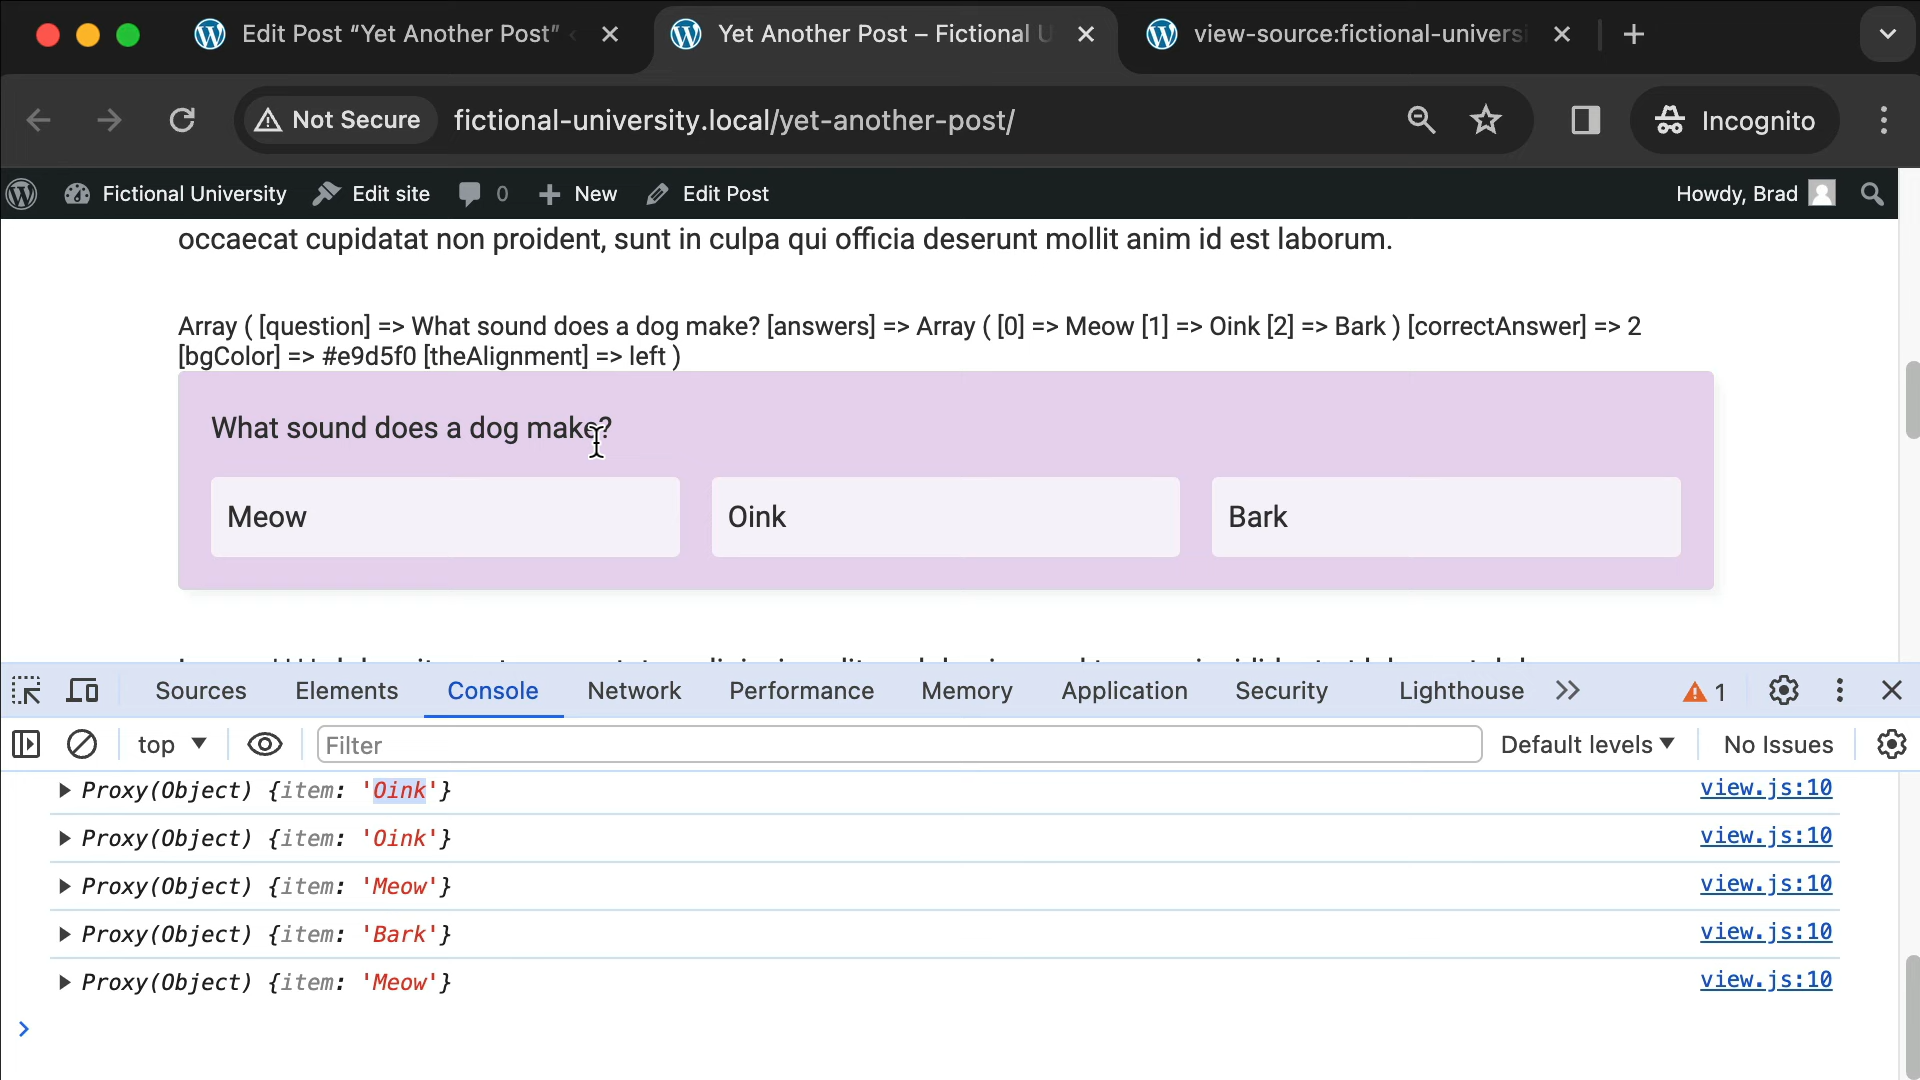 Edit Post “Yet Another Post”
Yet Another Post – Fictional U
view-source:fictional-universi
Not Secure
fictional-university.local/yet-another-post/
Incognito
Fictional University
Edit site
0
New
Edit Post
Howdy, Brad
occaecat cupidatat non proident, sunt in culpa qui officia deserunt mollit anim id est laborum.
Array ( [question] => What sound does a dog make? [answers] => Array ( [0] => Meow [1] => Oink [2] => Bark ) [correctAnswer] => 2
[bgColor] => #e9d5f0 [theAlignment] => left )
What sound does a dog make?
Meow
Oink
Bark
Sources
Elements
Console
Network
Performance
Memory
Application
Security
Lighthouse
1
top
Filter
Default levels
No Issues
Proxy(Object) {item: 'Oink'}
view.js:10
Proxy(Object) {item: 'Oink'}
view.js:10
Proxy(Object) {item: 'Meow'}
view.js:10
Proxy(Object) {item: 'Bark'}
view.js:10
Proxy(Object) {item: 'Meow'}
view.js:10